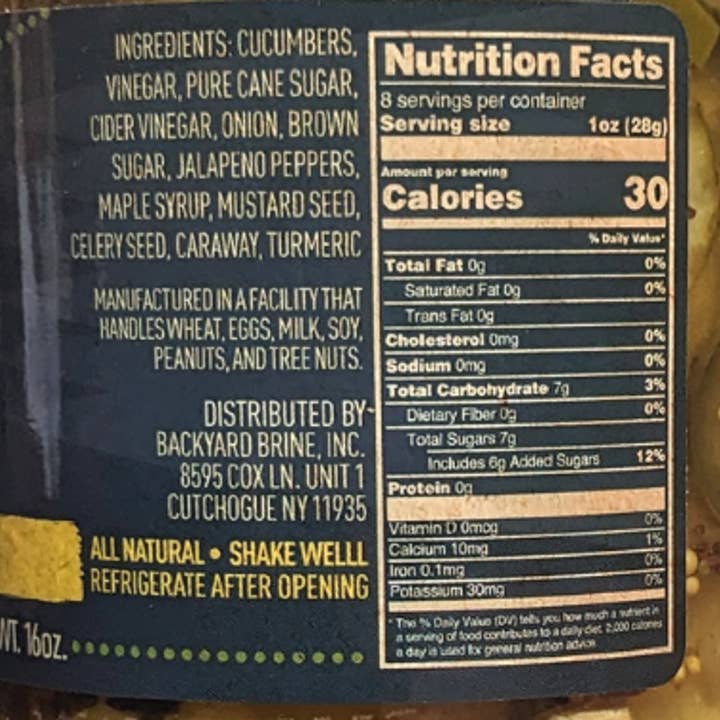 INGREDIENTS: CUCUMBERS,
VINEGAR, PURE CANE SUGAR,
CIDER VINEGAR, ONION, BROWN
SUGAR, JALAPENO PEPPERS,
MAPLE SYRUP, MUSTARD SEED,
CELERY SEED, CARAWAY, TURMERIC
MANUFACTURED IN A FACILITY THAT
HANDLES WHEAT, EGGS, MILK, SOY,
PEANUTS, AND TREE NUTS.
DISTRIBUTED BY-
BACKYARD BRINE, INC.
8595 COX LN. UNIT 1
CUTCHOGUE NY 11935
ALL NATURAL • SHAKE WELLL
REFRIGERATE AFTER OPENING
WT. 16oz.
Nutrition Facts
8 servings per container
Serving size 1oz (28g)
Amount per serving
Calories 30
% Daily Value*
Total Fat 0g 0%
Saturated Fat 0g 0%
Trans Fat 0g
Cholesterol 0mg 0%
Sodium 0mg 0%
Total Carbohydrate 7g 3%
Dietary Fiber 0g 0%
Total Sugars 7g
Includes 6g Added Sugars 12%
Protein 0g
Vitamin D 0mcg 0%
Calcium 10mg 1%
Iron 0.1mg 0%
Potassium 30mg 0%
* The % Daily Value (DV) tells you how much a nutrient in
a serving of food contributes to a daily diet. 2,000 calories
a day is used for general nutrition advice.